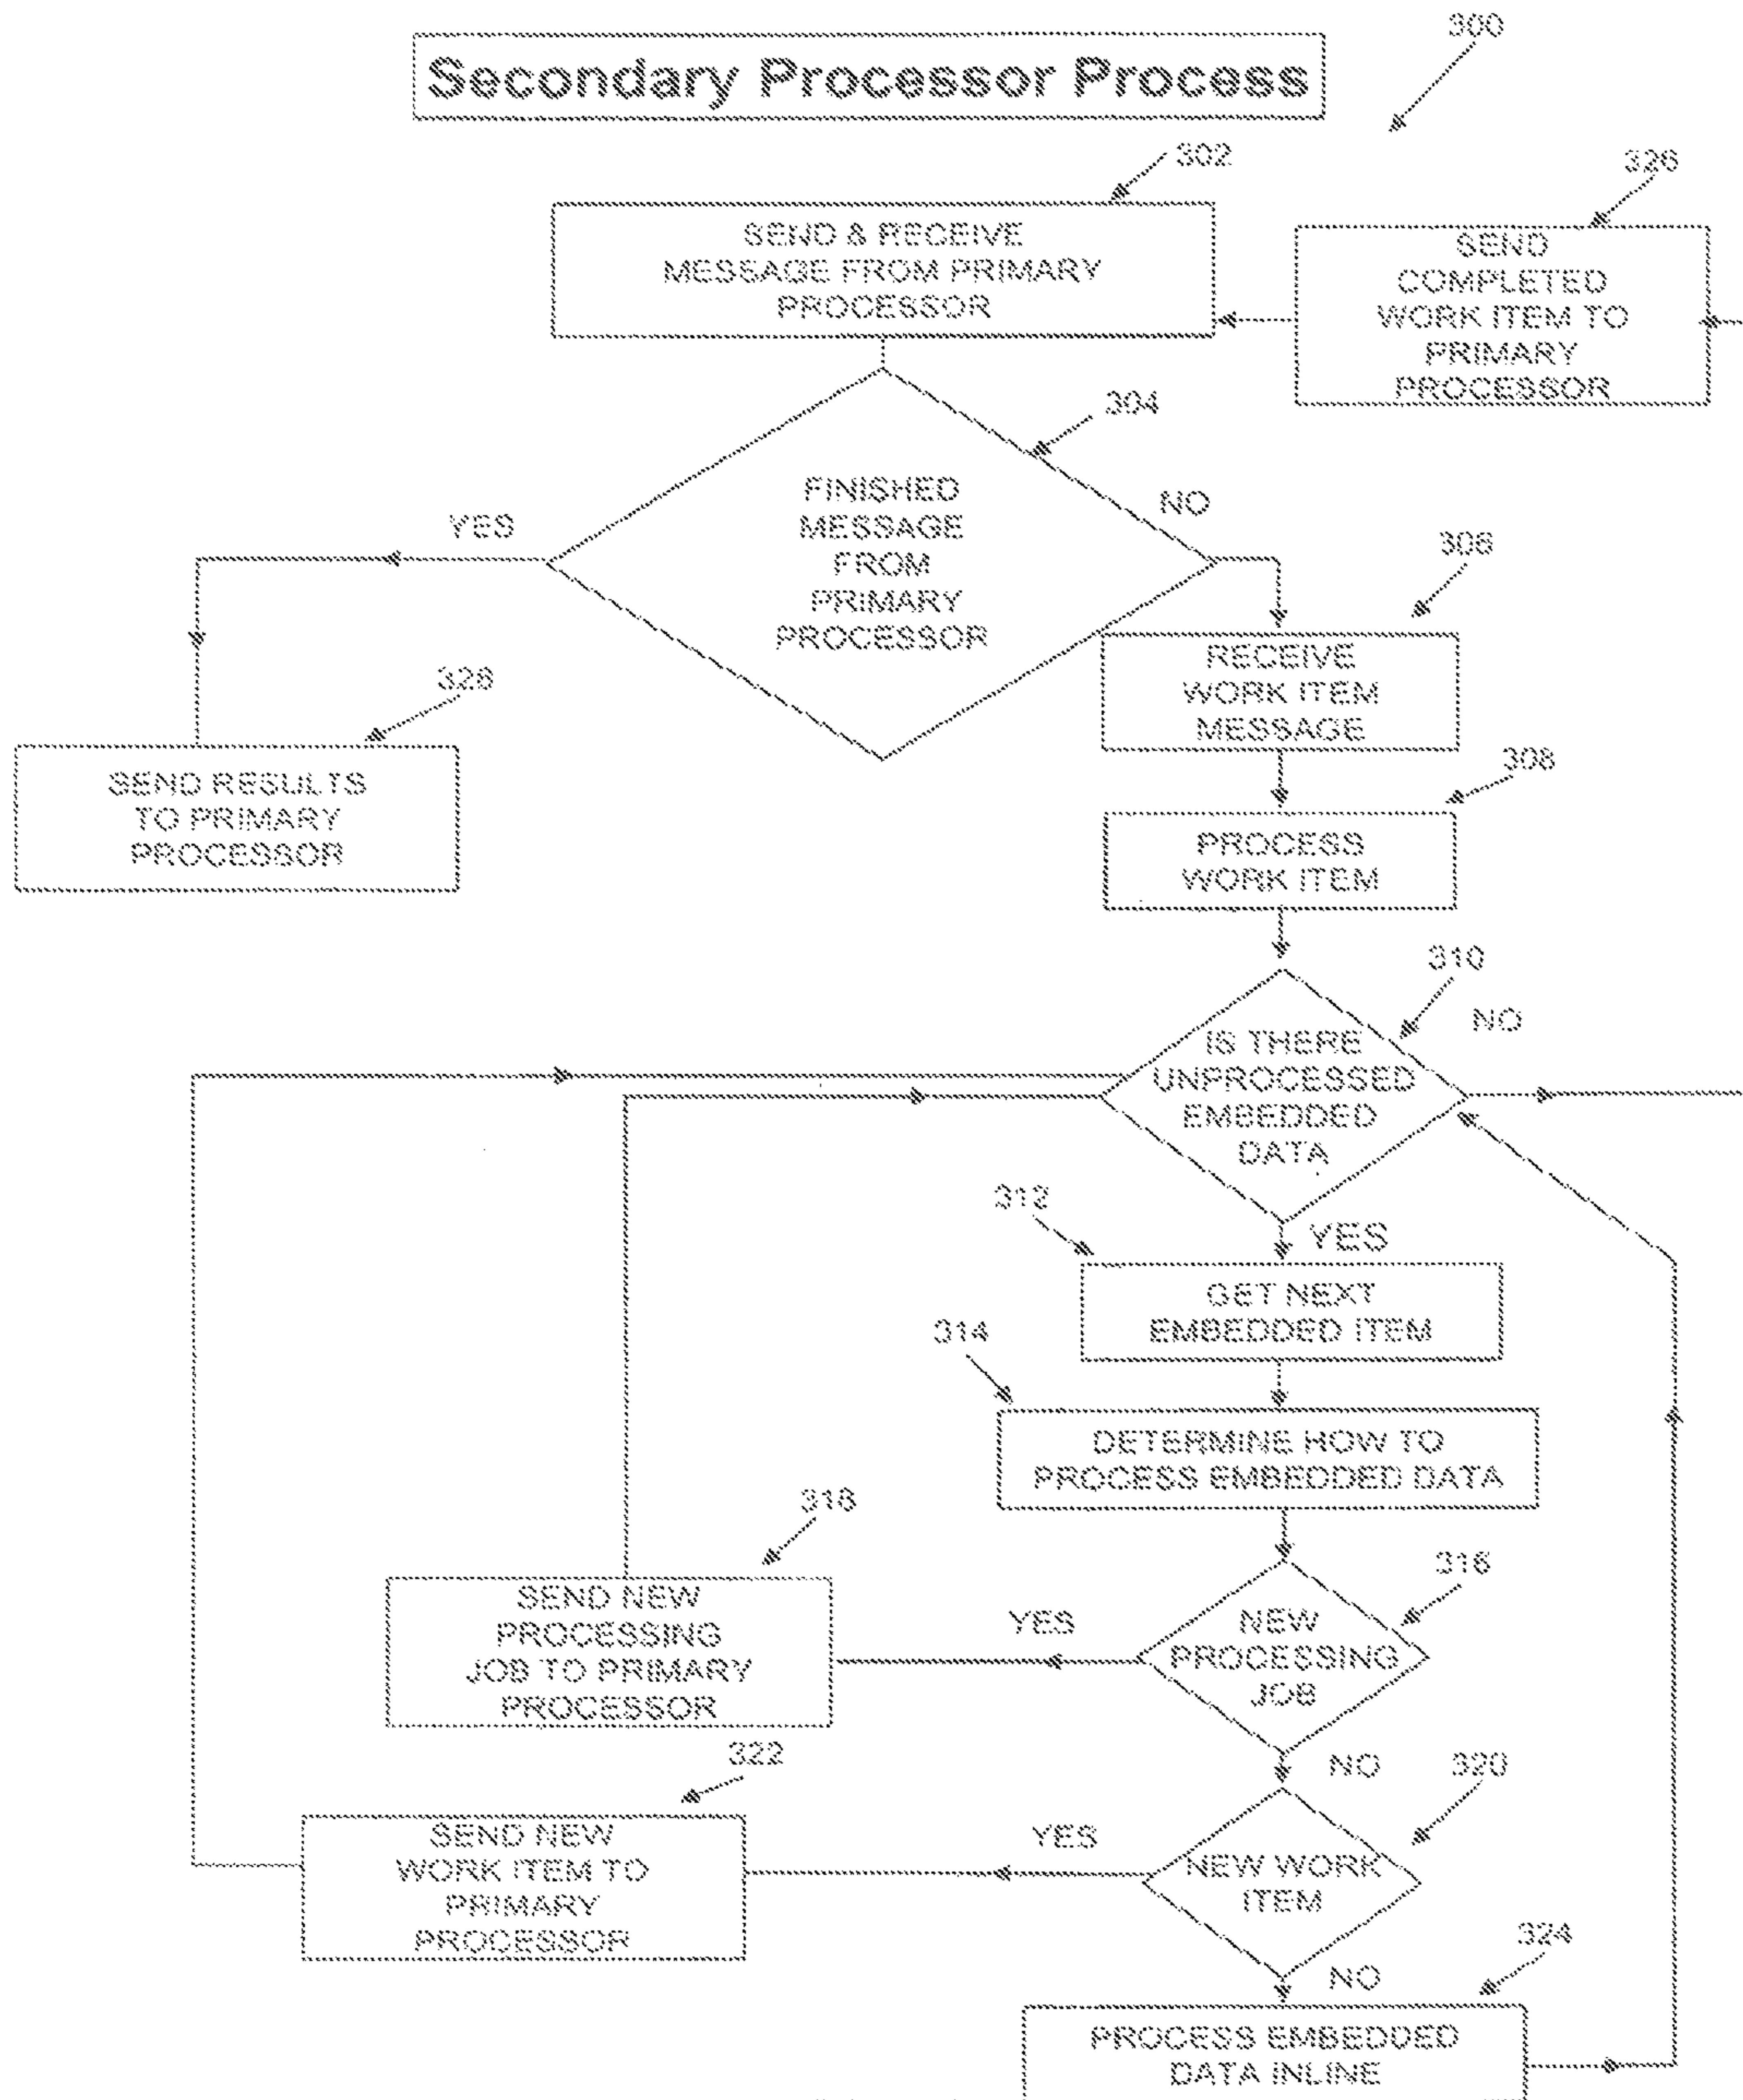 300
Secondary Processor Process
302
326
SEND & RECEIVE
MESSAGE FROM PRIMARY
PROCESSOR
SEND
COMPLETED
WORK ITEM TO
PRIMARY
PROCESSOR
304
FINISHED
MESSAGE
FROM
PRIMARY
PROCESSOR
YES
NO
306
RECEIVE
WORK ITEM
MESSAGE
328
SEND RESULTS
TO PRIMARY
PROCESSOR
308
PROCESS
WORK ITEM
310
NO
IS THERE
UNPROCESSED
EMBEDDED
DATA
312
YES
GET NEXT
EMBEDDED ITEM
314
DETERMINE HOW TO
PROCESS EMBEDDED DATA
318
316
SEND NEW
PROCESSING
JOB TO PRIMARY
PROCESSOR
YES
NEW
PROCESSING
JOB
322
NO
320
SEND NEW
WORK ITEM TO
PRIMARY
PROCESSOR
YES
NEW WORK
ITEM
324
NO
PROCESS EMBEDDED
DATA INLINE